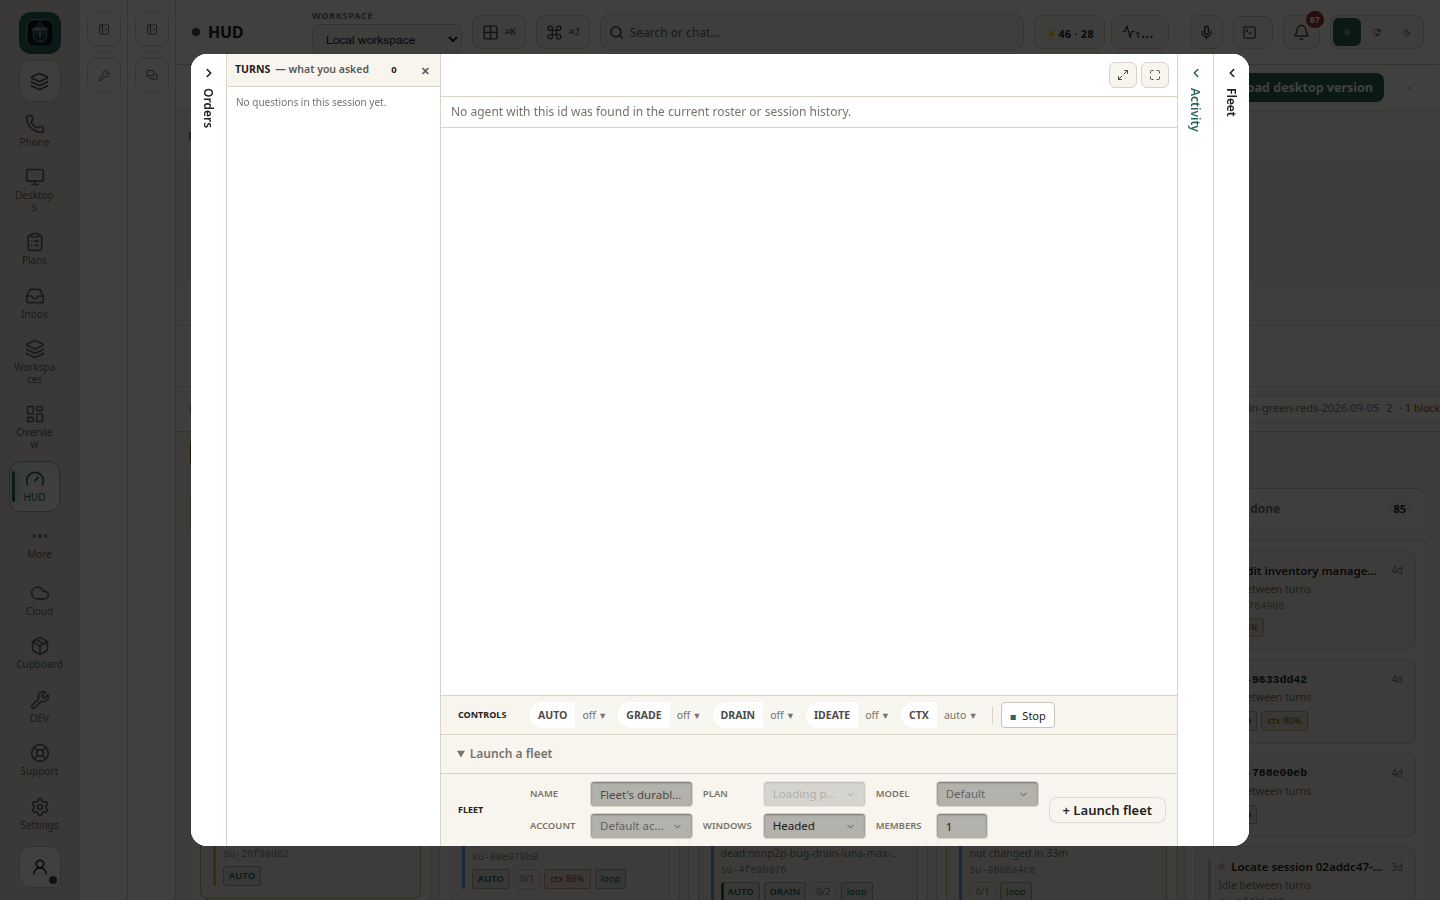 HUD
WORKSPACE
Local workspace
⌘K
⌘J
Search or chat...
⚡46 · 28
1...
87
Phone
Desktop
s
Plans
Inbox
Workspa
ces
Overvie
w
HUD
More
Cloud
Cupboard
DEV
Support
Settings
Orders
TURNS — what you asked 0 ×
No questions in this session yet.
No agent with this id was found in the current roster or session history.
Activity
Fleet
CONTROLS AUTO off ▾ GRADE off ▾ DRAIN off ▾ IDEATE off ▾ CTX auto ▾ ■ Stop
▼ Launch a fleet
FLEET
NAME Fleet's durabl... PLAN Loading p... MODEL Default
ACCOUNT Default ac... WINDOWS Headed MEMBERS 1
+ Launch fleet
oad desktop version
in-green-reds-2026-09-05 2 · 1 block
done 85
dit inventory manage... 4d
etween turns
764900
%
-9633dd42 4d
etween turns
ctx 80%
-788e00eb 4d
etween turns
Locate session 02addc47-... 3d
Idle between turns
su-28f9ad02
AUTO
su-98e979b8
AUTO 0/1 ctx 88% loop
dead:nonp2p-bug-drain-luna-max-...
su-4fe9b076
AUTO DRAIN 0/2 loop
not changed in 33m
su-9686a4ce
0/1 loop